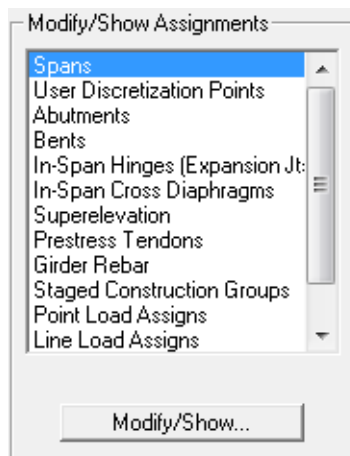 Modify/Show Assignments
Spans
User Discretization Points
Abutments
Bents
In-Span Hinges (Expansion Jt:
In-Span Cross Diaphragms
Superelevation
Prestress Tendons
Girder Rebar
Staged Construction Groups
Point Load Assigns
Line Load Assigns
Modify/Show...